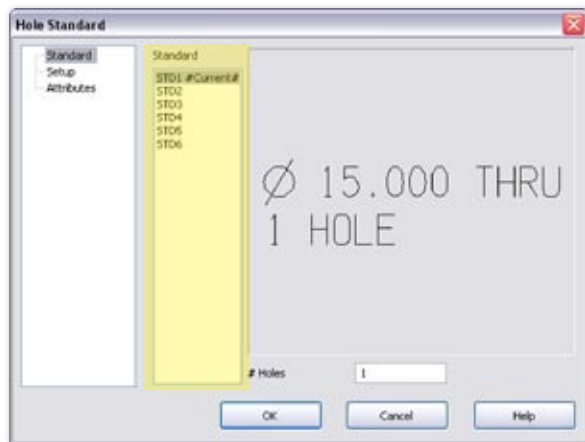 Hole Standard
Standard
Setup
Attributes
Standard
STD1 #Current#
STD2
STD3
STD4
STD5
STD6
Ø 15.000 THRU
1 HOLE
# Holes
1
OK
Cancel
Help